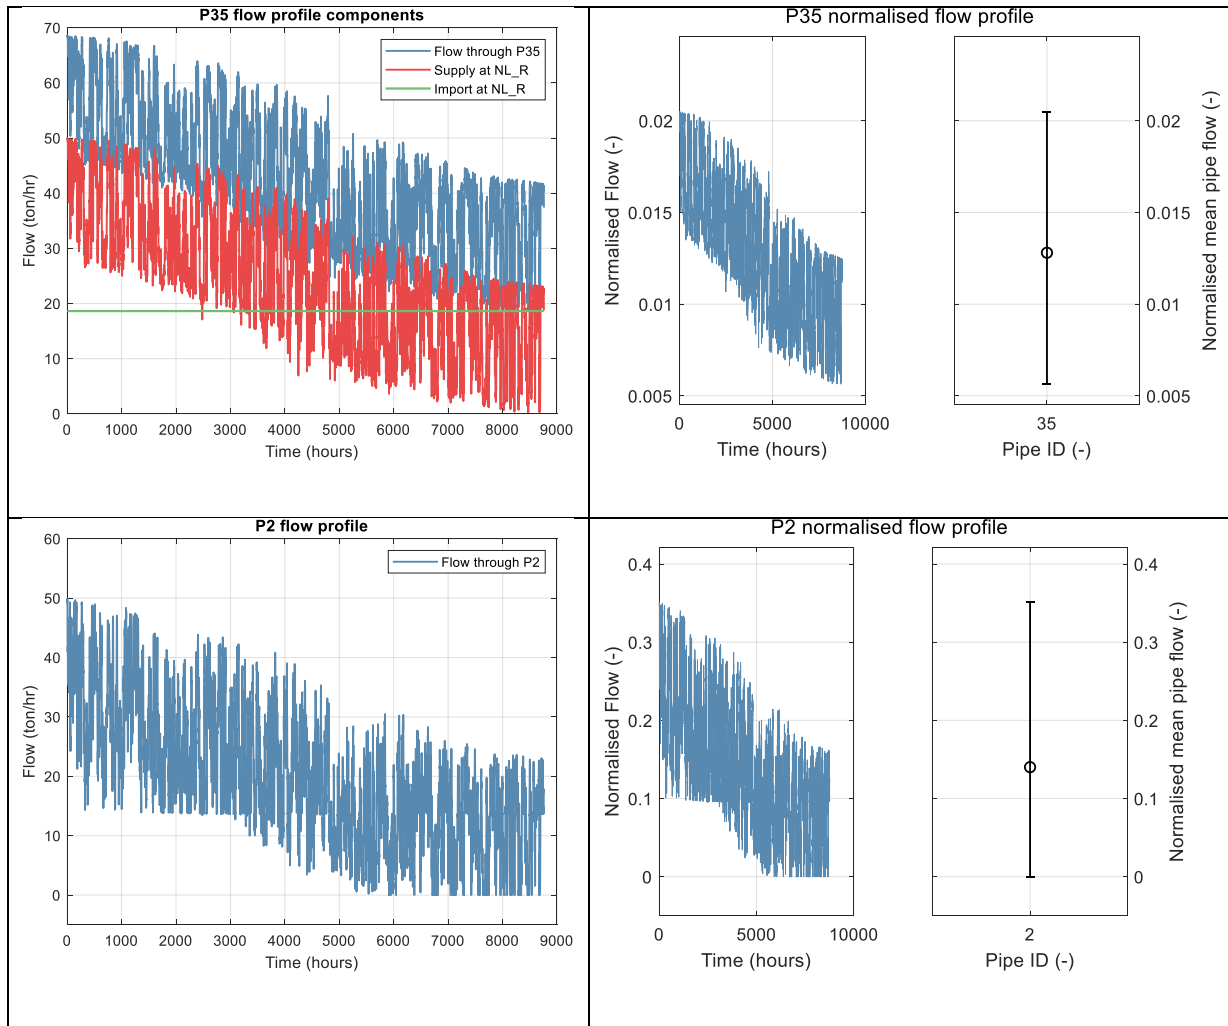 P35 flow profile components
70
60
50
40
30
20
10
0
Flow (ton/hr)
Flow through P35
Supply at NL_R
Import at NL_R
0 1000 2000 3000 4000 5000 6000 7000 8000 9000
Time (hours)
P35 normalised flow profile
Normalised Flow (-)
0.02
0.015
0.01
0.005
0 5000 10000
Time (hours)
35
Pipe ID (-)
0.02
0.015
0.01
0.005
Normalised mean pipe flow (-)
P2 flow profile
60
50
40
30
20
10
0
Flow (ton/hr)
Flow through P2
0 1000 2000 3000 4000 5000 6000 7000 8000 9000
Time (hours)
P2 normalised flow profile
Normalised Flow (-)
0.4
0.3
0.2
0.1
0
0 5000 10000
Time (hours)
2
Pipe ID (-)
0.4
0.3
0.2
0.1
0
Normalised mean pipe flow (-)